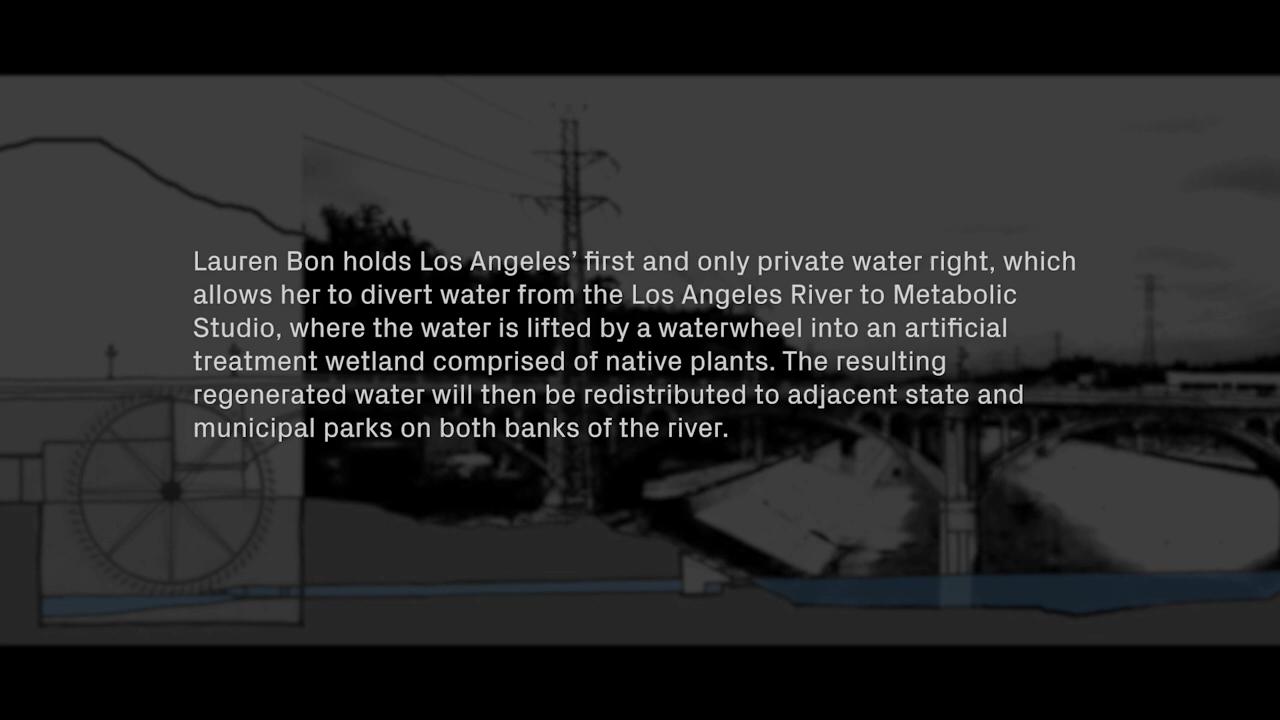 Lauren Bon holds Los Angeles’ first and only private water right, which
allows her to divert water from the Los Angeles River to Metabolic
Studio, where the water is lifted by a waterwheel into an artificial
treatment wetland comprised of native plants. The resulting
regenerated water will then be redistributed to adjacent state and
municipal parks on both banks of the river.